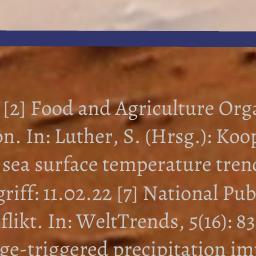 [2] Food and Agriculture Orga
on. In: Luther, S. (Hrsg.): Koop
sea surface temperature tren
griff: 11.02.22 [7] National Pub
flikt. In: WeltTrends, 5(16): 83
ge-triggered precipitation im